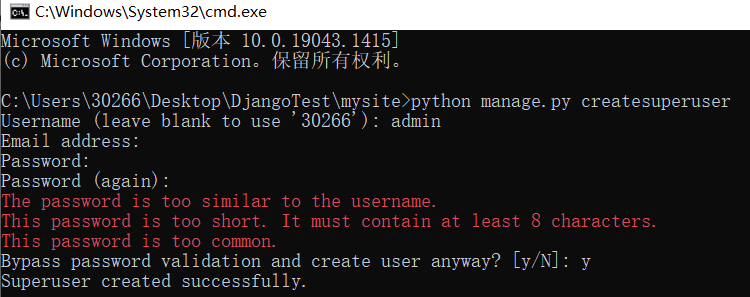 C:\Windows\System32\cmd.exe
Microsoft Windows [版本 10.0.19043.1415]
(c) Microsoft Corporation。保留所有权利。
C:\Users\30266\Desktop\DjangoTest\mysite>python manage.py createsuperuser
Username (leave blank to use '30266'): admin
Email address:
Password:
Password (again):
The password is too similar to the username.
This password is too short. It must contain at least 8 characters.
This password is too common.
Bypass password validation and create user anyway? [y/N]: y
Superuser created successfully.